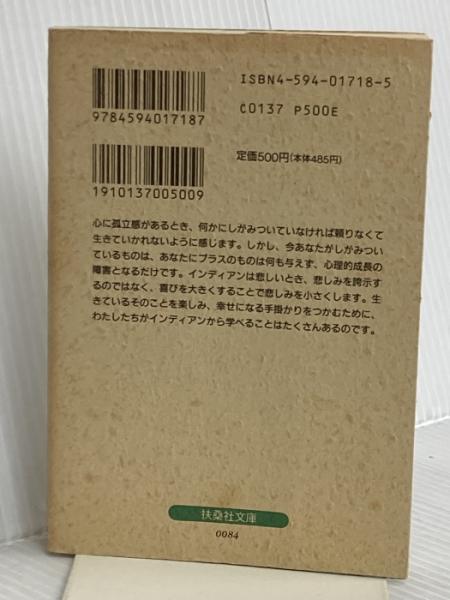 ISBN4-594-01718-5
C0137 P500E
9784594017187
定価500円(本体485円)
1910137005009
心に孤立感があるとき、何かにしがみついていなければ頼りなくて
生きていかれないように感じます。しかし、今あなたがしがみつい
ているものは、あなたにプラスのものは何も与えず、心理的成長の
障害となるだけです。インディアンは悲しいとき、悲しみを誇示す
るのではなく、喜びを大きくすることで悲しみを小さくします。生
きているそのことを楽しみ、幸せになる手掛かりをつかむために、
わたしたちがインディアンから学べることはたくさんあるのです。
扶桑社文庫
0084